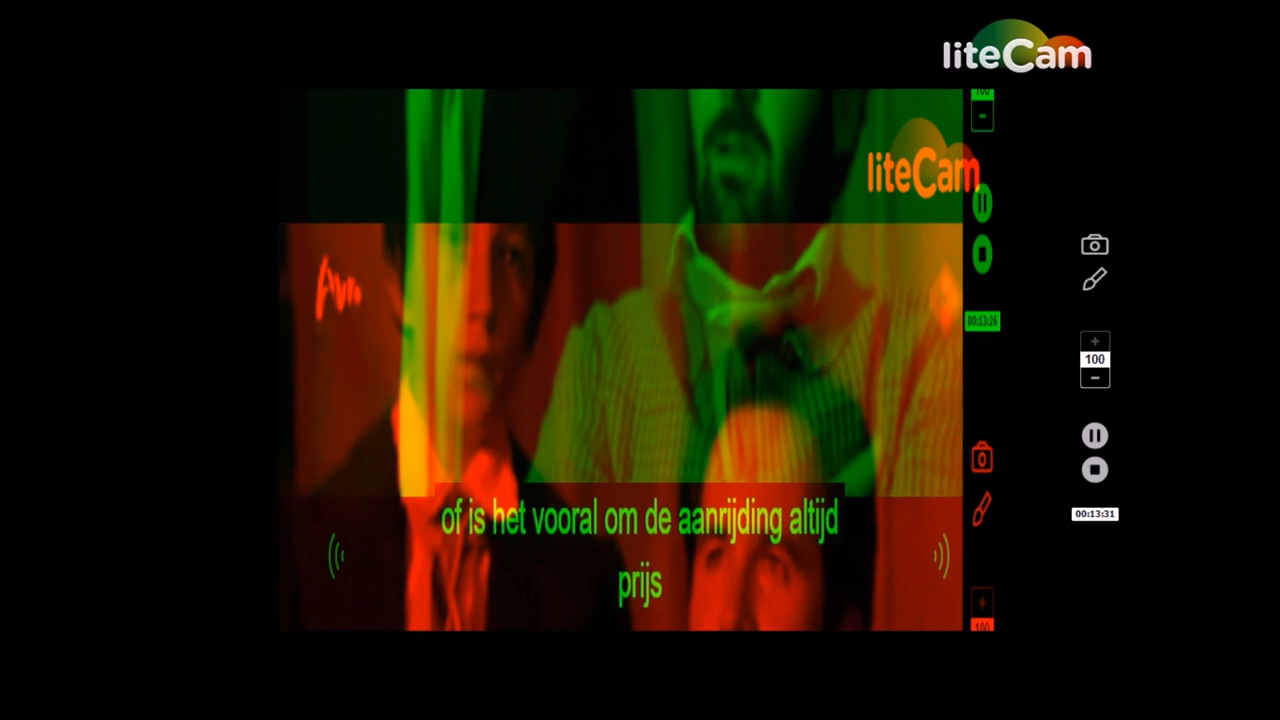 liteCam
100
liteCam
00:13:26
100
of is het vooral om de aanrijding altijd
prijs
100
00:13:31